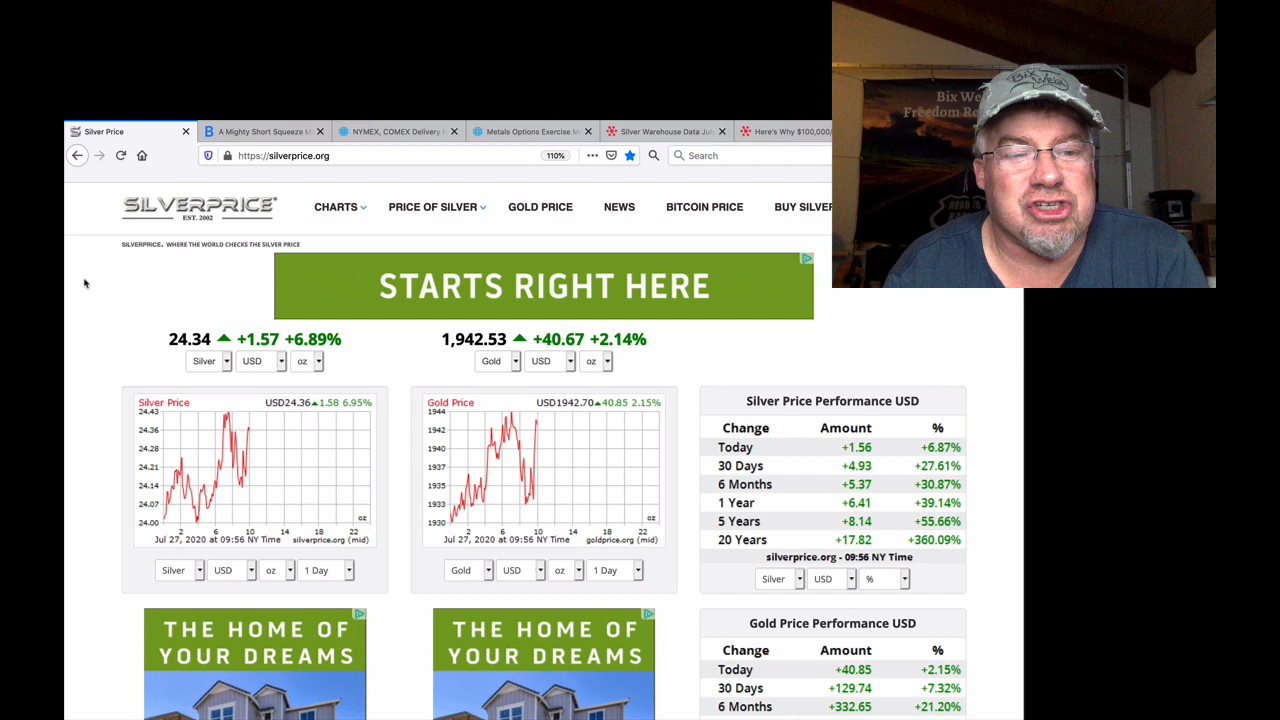 Silver Price
A Mighty Short Squeeze M
NYMEX, COMEX Delivery N
Metals Options Exercise M
Silver Warehouse Data July
Here's Why $100,000/
https://silverprice.org
110%
Search
SILVERPRICE
EST. 2002
CHARTS
PRICE OF SILVER
GOLD PRICE
NEWS
BITCOIN PRICE
BUY SILVER
SILVERPRICE. WHERE THE WORLD CHECKS THE SILVER PRICE
STARTS RIGHT HERE
24.34 +1.57 +6.89%
Silver USD oz
1,942.53 +40.67 +2.14%
Gold USD oz
Silver Price USD24.36 1.58 6.95%
24.43
24.36
24.28
24.21
24.14
24.07
24.00
oz
2 6 10 14 18 22
Jul 27, 2020 at 09:56 NY Time silverprice.org (mid)
Silver USD oz 1 Day
Gold Price USD1942.70 40.85 2.15%
1944
1942
1940
1937
1935
1933
1930
oz
2 6 10 14 18 22
Jul 27, 2020 at 09:56 NY Time goldprice.org (mid)
Gold USD oz 1 Day
Silver Price Performance USD
Change Amount %
Today +1.56 +6.87%
30 Days +4.93 +27.61%
6 Months +5.37 +30.87%
1 Year +6.41 +39.14%
5 Years +8.14 +55.66%
20 Years +17.82 +360.09%
silverprice.org - 09:56 NY Time
Silver USD %
THE HOME OF
YOUR DREAMS
THE HOME OF
YOUR DREAMS
Gold Price Performance USD
Change Amount %
Today +40.85 +2.15%
30 Days +129.74 +7.32%
6 Months +332.65 +21.20%
Bix We
Freedom Ro
Bix Weir